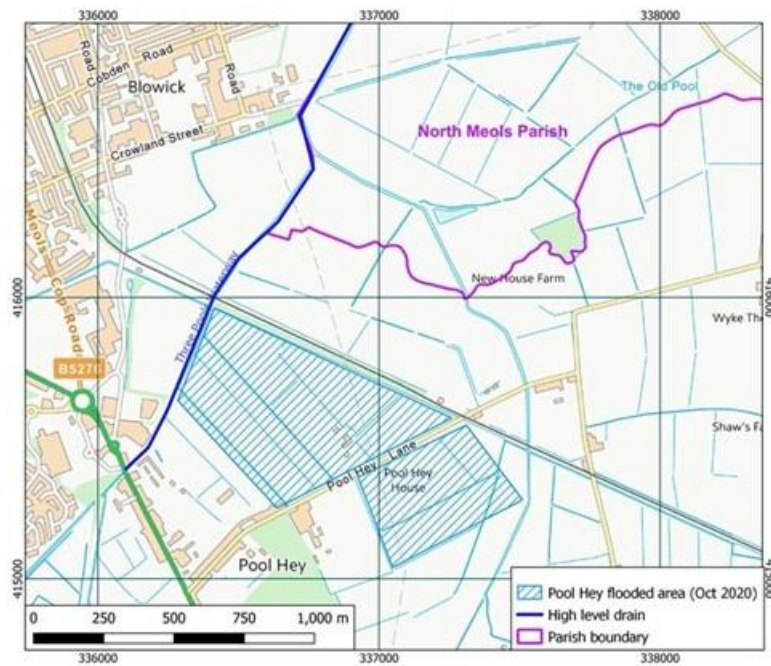 336000
337000
338000
Road
Cobden Road
Blowick
Road
Crowland Street
The Old Pool
North Meols Parish
Meols Cop Road
Three Pools Waterway
416000
416000
New House Farm
B5276
Pool Hey Lane
Pool Hey
House
Pool Hey
415000
415000
Pool Hey flooded area (Oct 2020)
High level drain
Parish boundary
0 250 500 750 1,000 m
336000
337000
338000